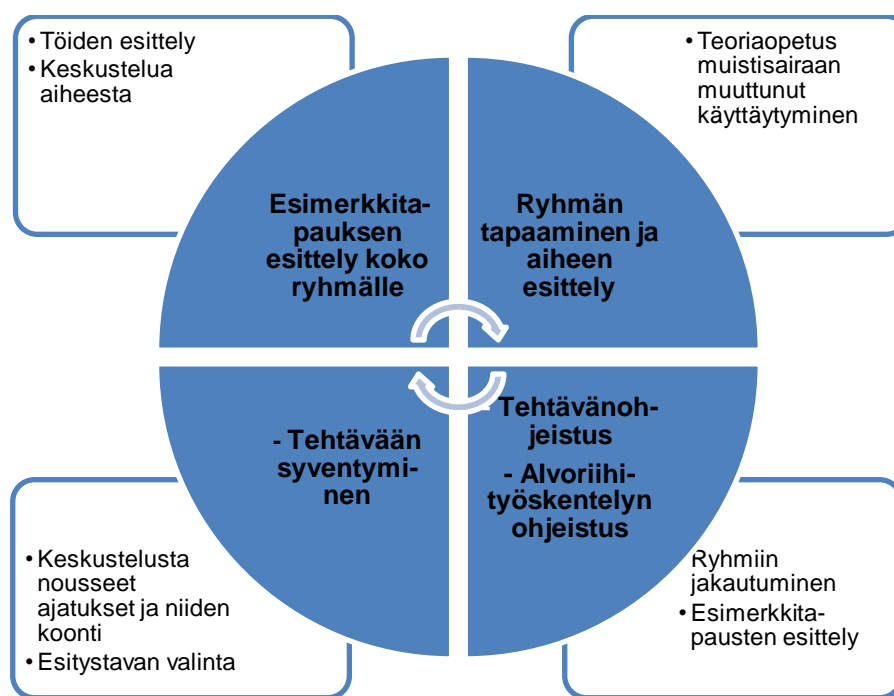 • Töiden esittely
• Keskustelua
aiheesta
• Teoriaopetus
muistisairaan
muuttunut
käyttäytyminen
Esimerkkita-
pauksen
esittely koko
ryhmälle
Ryhmän
tapaaminen ja
aiheen
esittely
- Tehtävään
syventymi-
nen
- Tehtävänoh-
jeistus
- Alvoriihi-
työskentelyn
ohjeistus
• Keskustelusta
nousseet
ajatukset ja niiden
koonti
• Esitystavan valinta
Ryhmiin
jakautuminen
• Esimerkkita-
pausten esittely